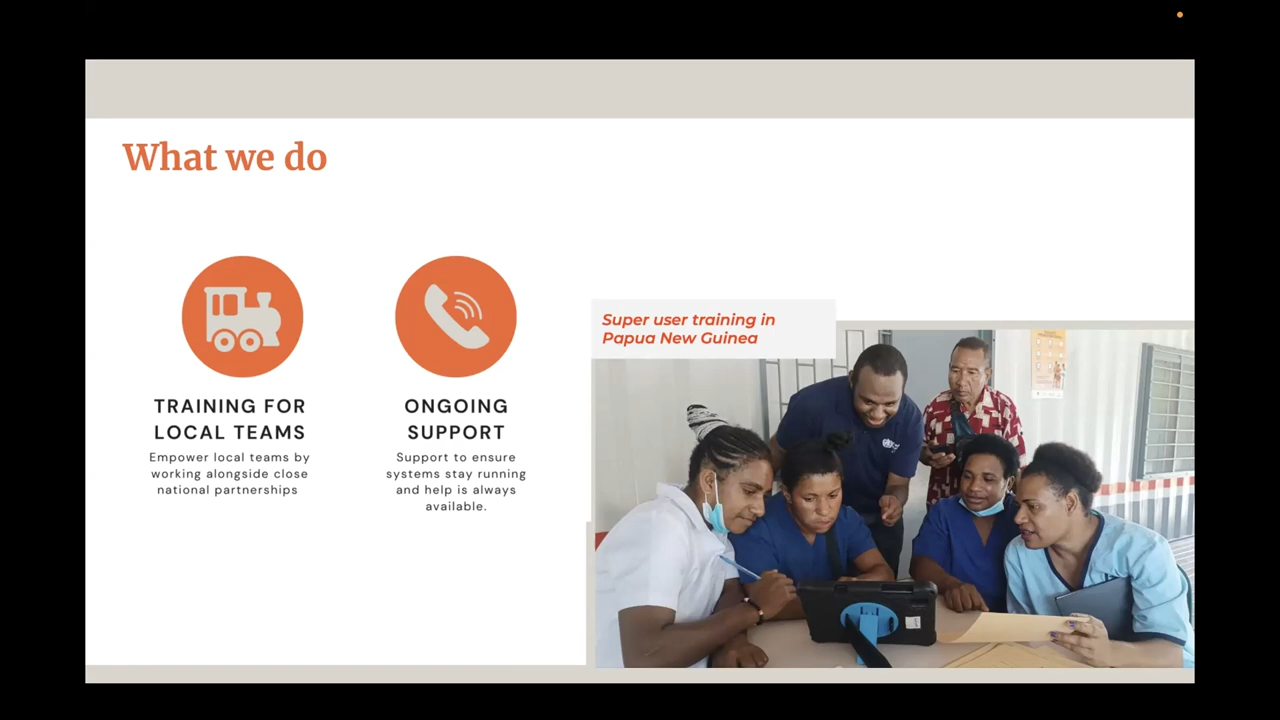 What we do
TRAINING FOR
LOCAL TEAMS
Empower local teams by
working alongside close
national partnerships
ONGOING
SUPPORT
Support to ensure
systems stay running
and help is always
available.
Super user training in
Papua New Guinea